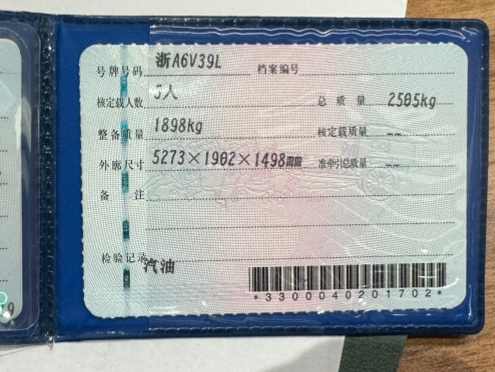 号牌号码 浙A6V39L 档案编号
核定载人数 5人 总质量 2505kg
整备质量 1898kg 核定载质量 --
外廓尺寸 5273×1902×1498mm 准牵引总质量 --
备注
检验记录 汽油
*3300040201702*